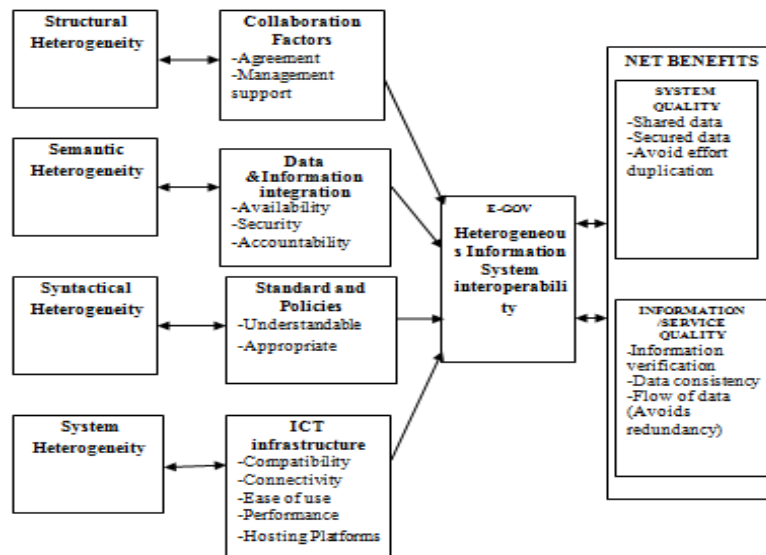 Structural
Heterogeneity
Collaboration
Factors
-Agreement
-Management
support
Semantic
Heterogeneity
Data
&Information
integration
-Availability
-Security
-Accountability
Syntactical
Heterogeneity
Standard and
Policies
-Understandable
-Appropriate
System
Heterogeneity
ICT
infrastructure
-Compatibility
-Connectivity
-Ease of use
-Performance
-Hosting Platforms
E-GOV
Heterogeneou
s Information
System
interoperabili
ty
NET BENEFITS
SYSTEM
QUALITY
-Shared data
-Secured data
-Avoid effort
duplication
INFORMATION
/SERVICE
QUALITY
-Information
verification
-Data consistency
-Flow of data
(Avoids
redundancy)